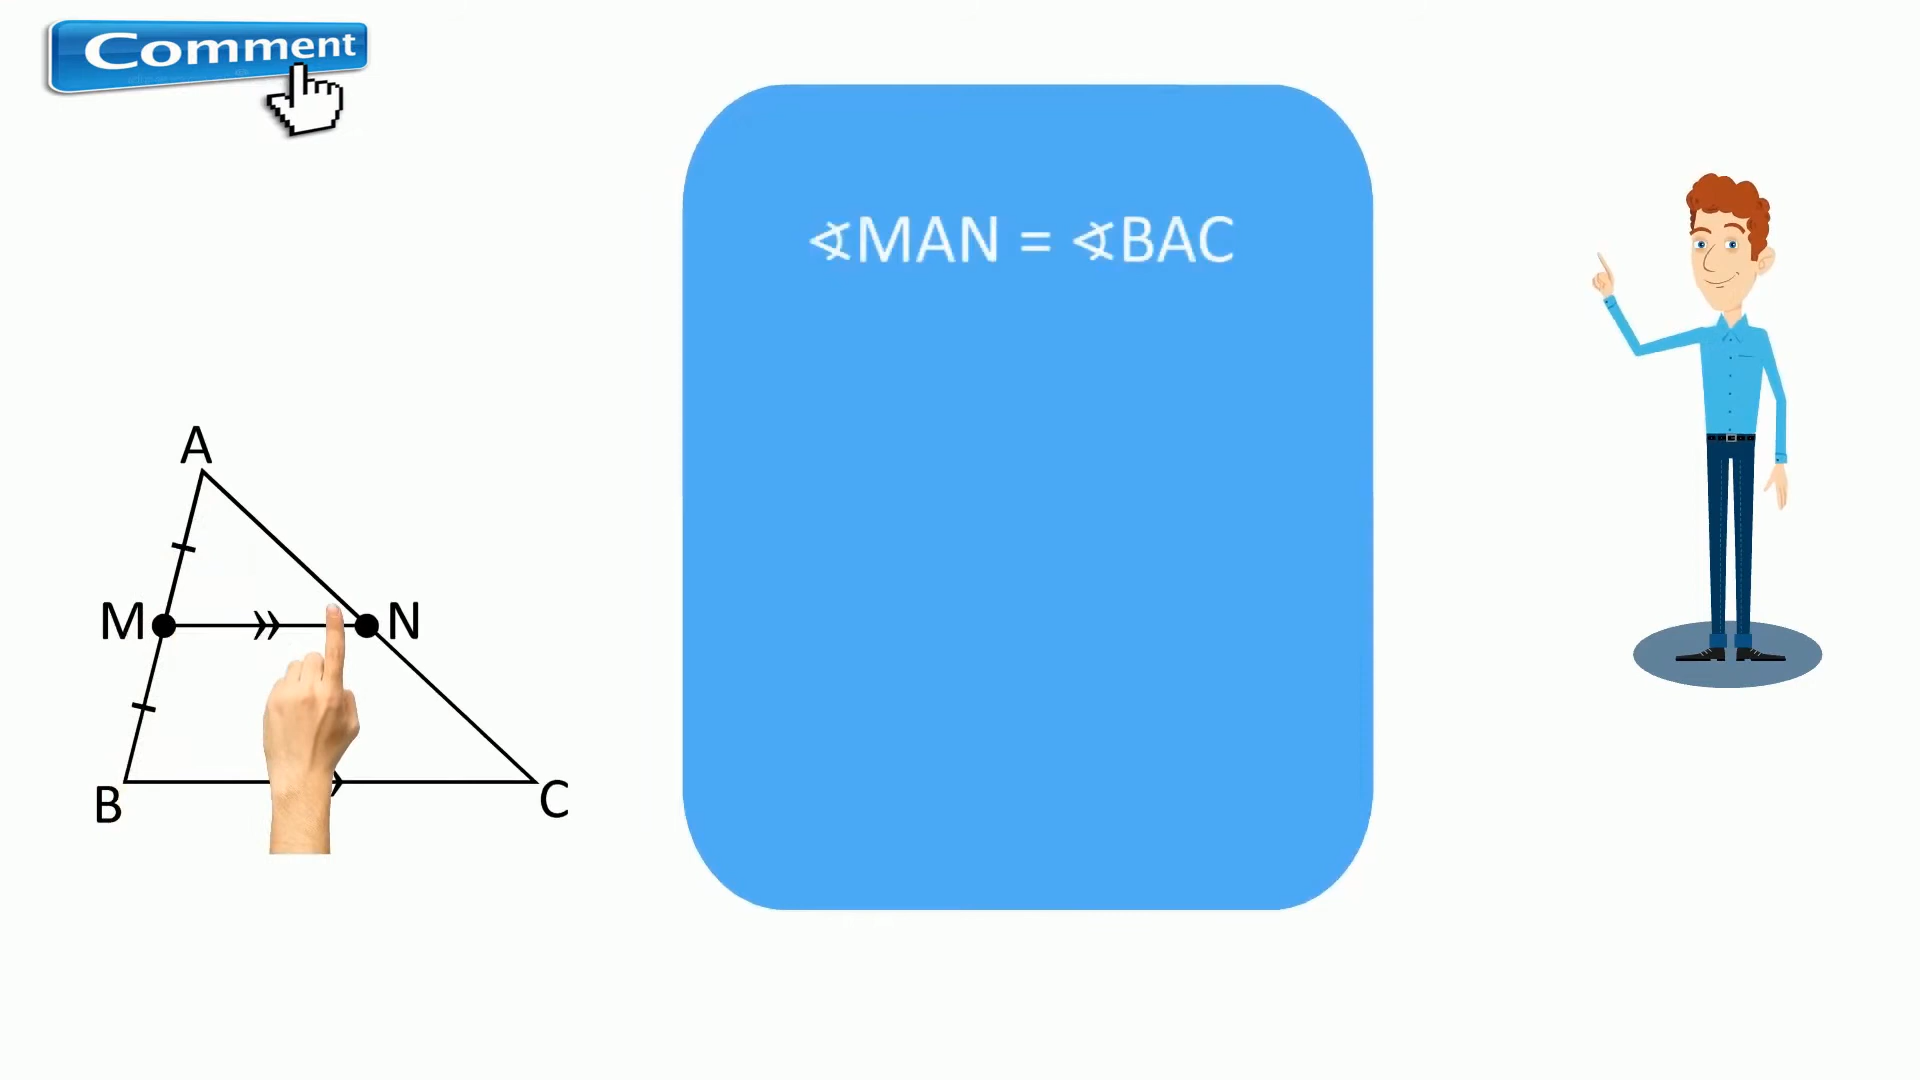 Comment
∢MAN = ∢BAC
A
M
N
B
C